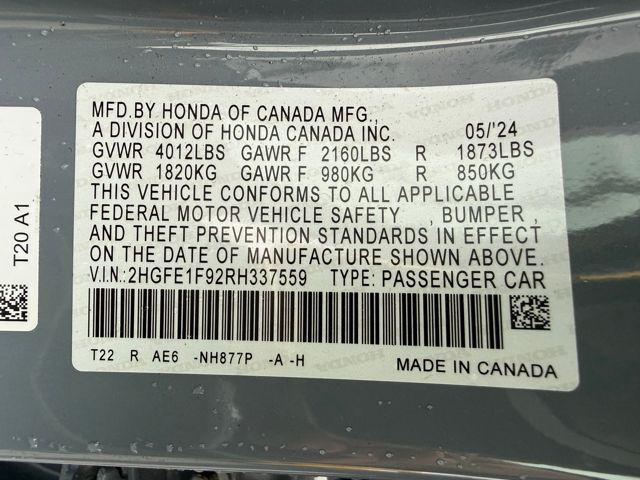 MFD.BY HONDA OF CANADA MFG.,
A DIVISION OF HONDA CANADA INC. 05/'24
GVWR 4012LBS GAWR F 2160LBS R 1873LBS
GVWR 1820KG GAWR F 980KG R 850KG
THIS VEHICLE CONFORMS TO ALL APPLICABLE
FEDERAL MOTOR VEHICLE SAFETY , BUMPER ,
AND THEFT PREVENTION STANDARDS IN EFFECT
ON THE DATE OF MANUFACTURE SHOWN ABOVE.
V.I.N.:2HGFE1F92RH337559 TYPE: PASSENGER CAR
T22 R AE6 -NH877P -A -H
MADE IN CANADA
T20 A1